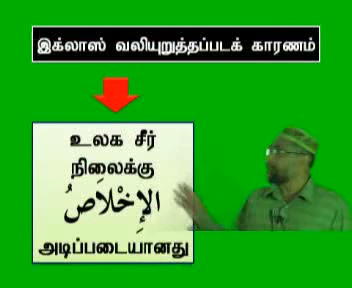 இக்லாஸ் வலியுறுத்தப்படக் காரணம்
உலக சீர்
நிலைக்கு
الإِخْلَاصُ
அடிப்படையானது